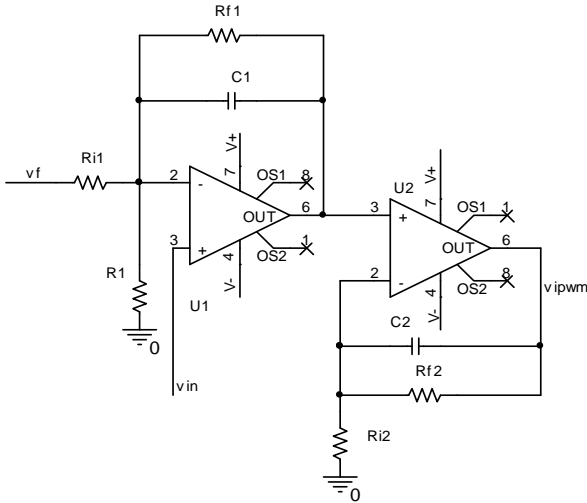 Rf1
C1
vf
Ri1
2
-
7
V+
OS1
8
OUT
6
3
+
4
V-
OS2
1
U1
R1
0
vin
U2
3
+
7
V+
OS1
1
OUT
6
2
-
4
V-
OS2
8
vipwm
C2
Rf2
Ri2
0